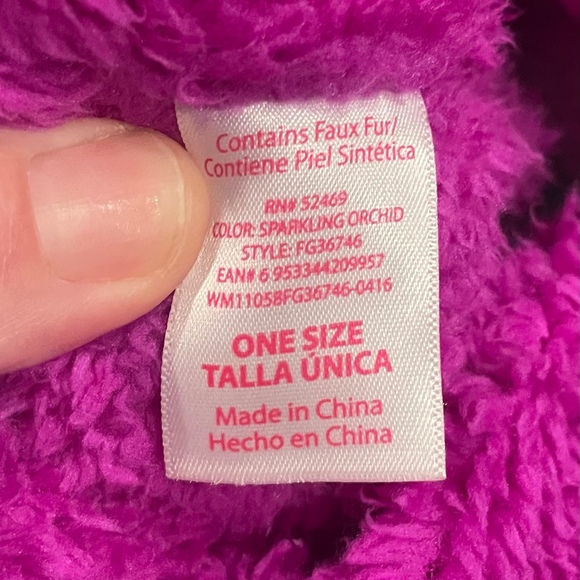 Contains Faux Fur/
Contiene Piel Sintética
RN# 52469
COLOR: SPARKLING ORCHID
STYLE: FG36746
EAN# 6 953344209957
WM11058FG36746-0416
ONE SIZE
TALLA ÚNICA
Made in China
Hecho en China